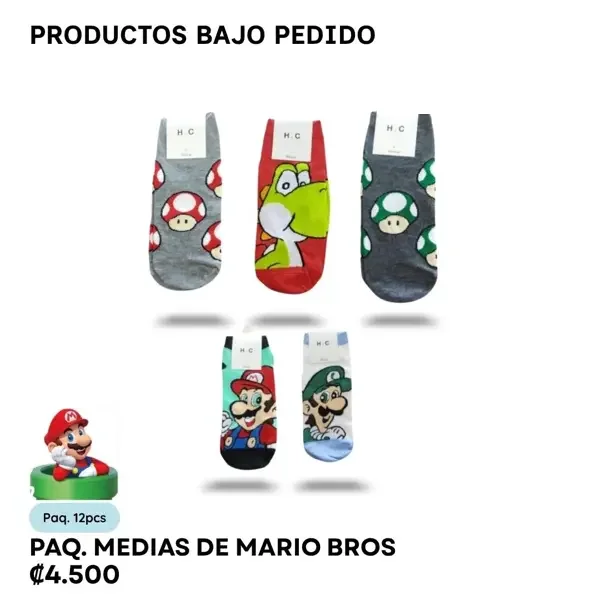 PRODUCTOS BAJO PEDIDO
H.C
H.C
H.C
H.C
H.C
M
Paq. 12pcs
PAQ. MEDIAS DE MARIO BROS
₡4.500